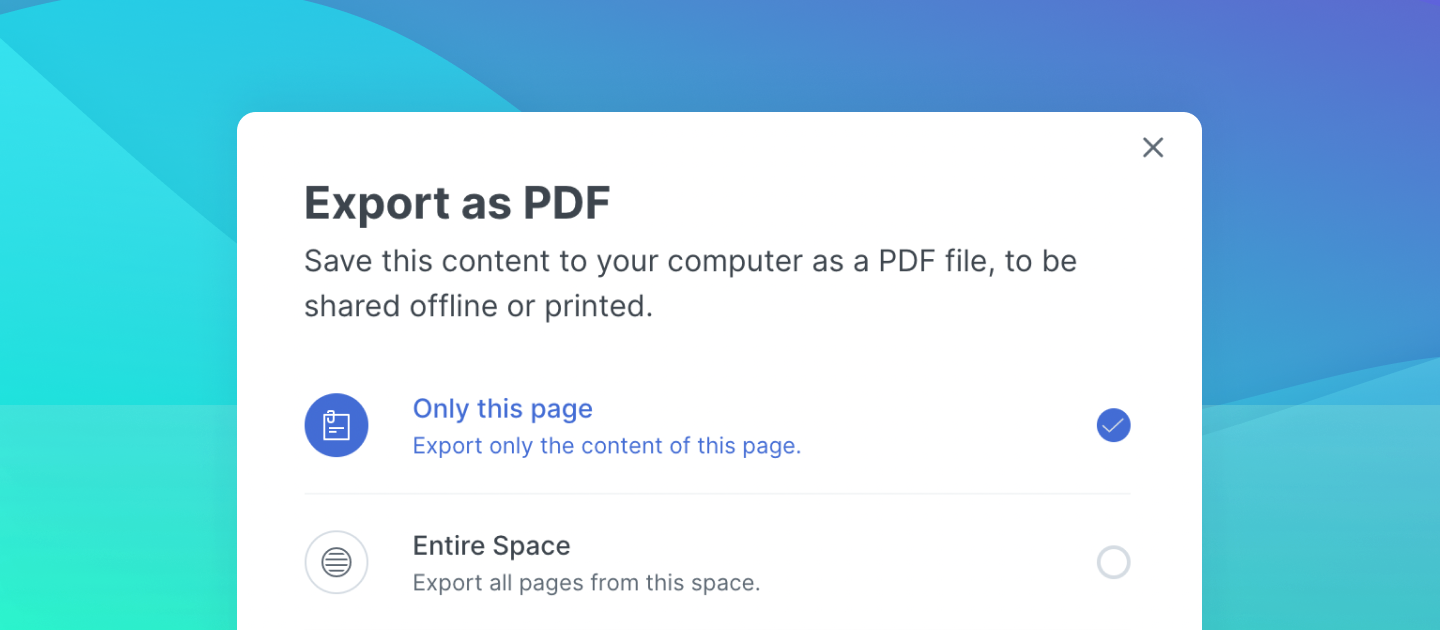 Export as PDF
Save this content to your computer as a PDF file, to be
shared offline or printed.
Only this page
Export only the content of this page.
Entire Space
Export all pages from this space.